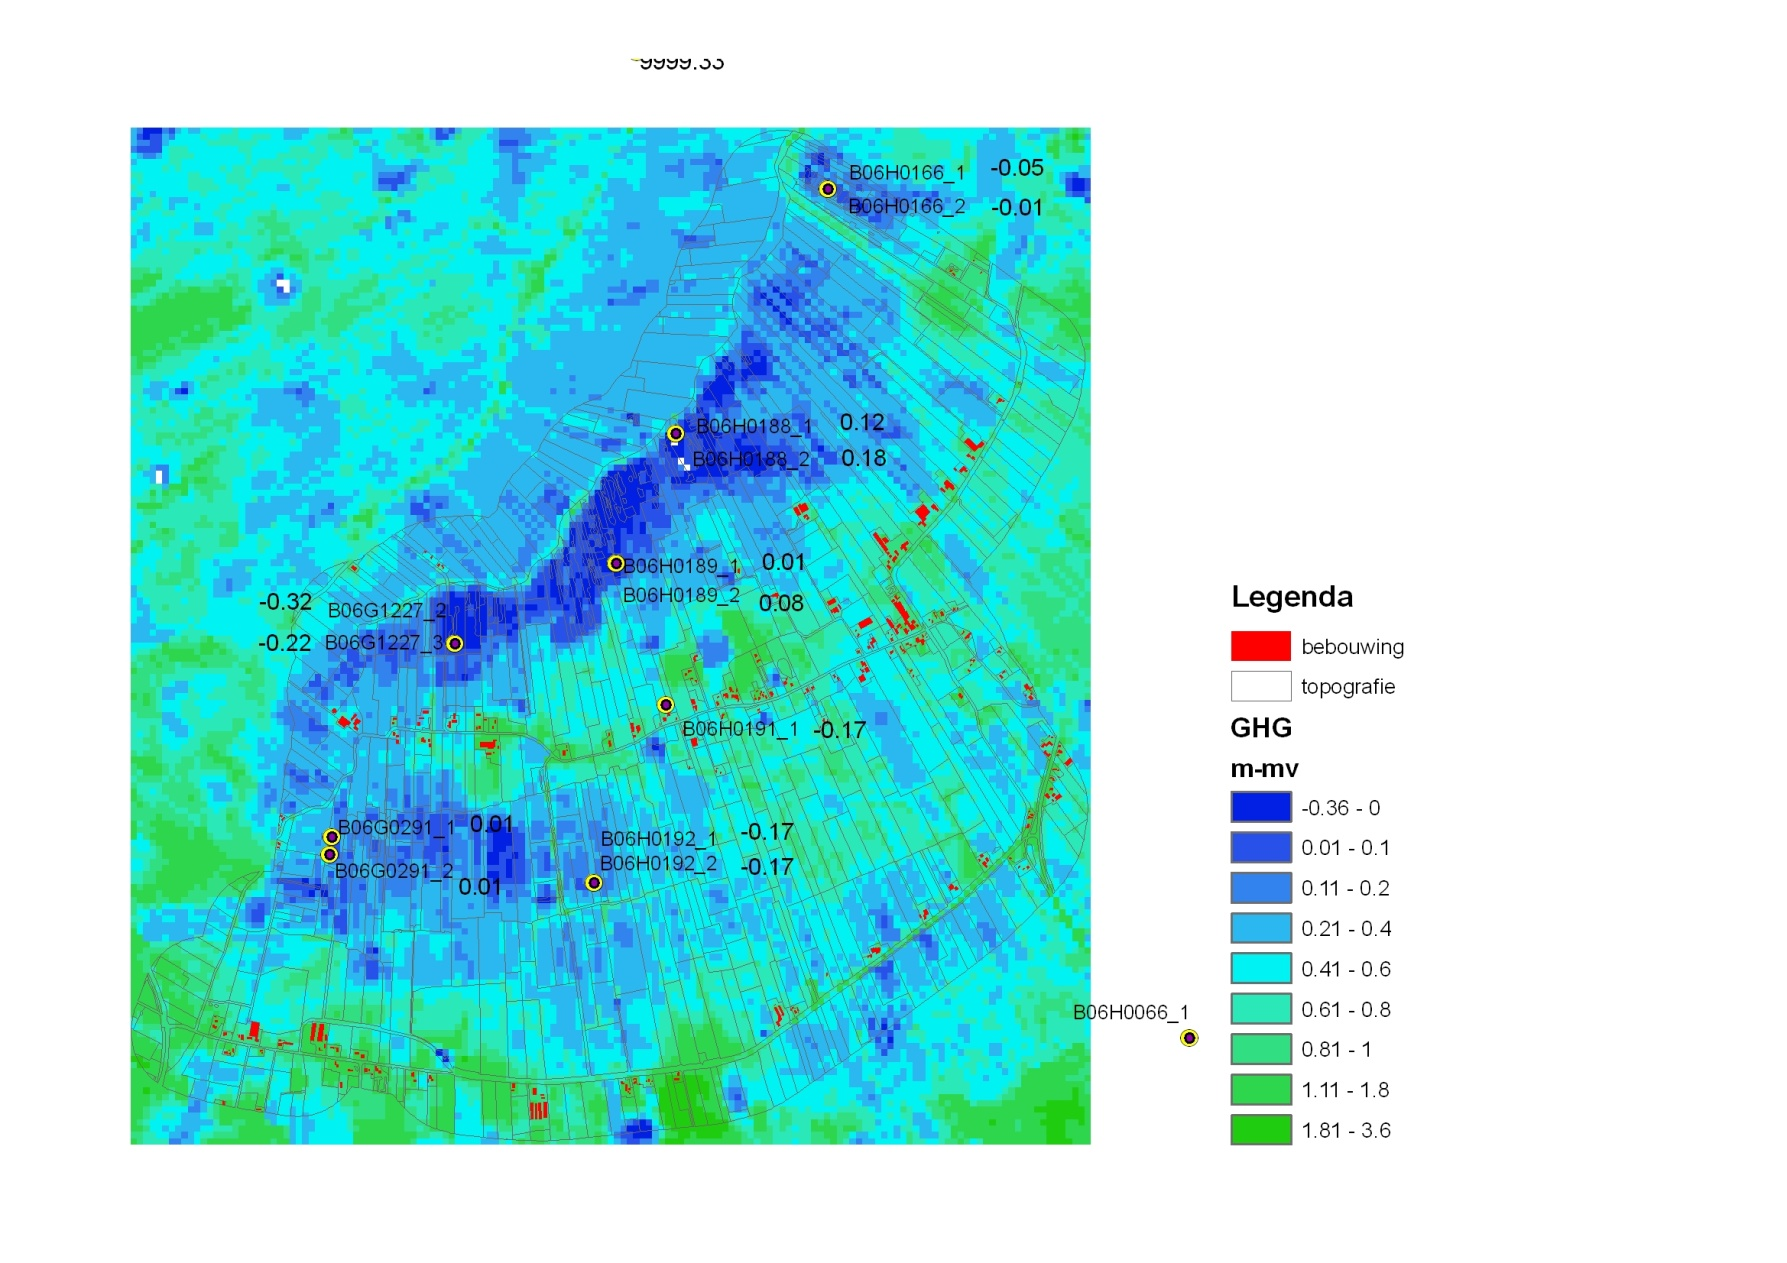 -9999.33
B06H0166_1 -0.05
B06H0166_2 -0.01
B06H0188_1 0.12
B06H0188_2 0.18
B06H0189_1 0.01
B06H0189_2 0.08
-0.32 B06G1227_2
-0.22 B06G1227_3
B06H0191_1 -0.17
B06G0291_1 0.01
B06G0291_2 0.01
B06H0192_1 -0.17
B06H0192_2 -0.17
B06H0066_1
Legenda
bebouwing
topografie
GHG
m-mv
-0.36 - 0
0.01 - 0.1
0.11 - 0.2
0.21 - 0.4
0.41 - 0.6
0.61 - 0.8
0.81 - 1
1.11 - 1.8
1.81 - 3.6